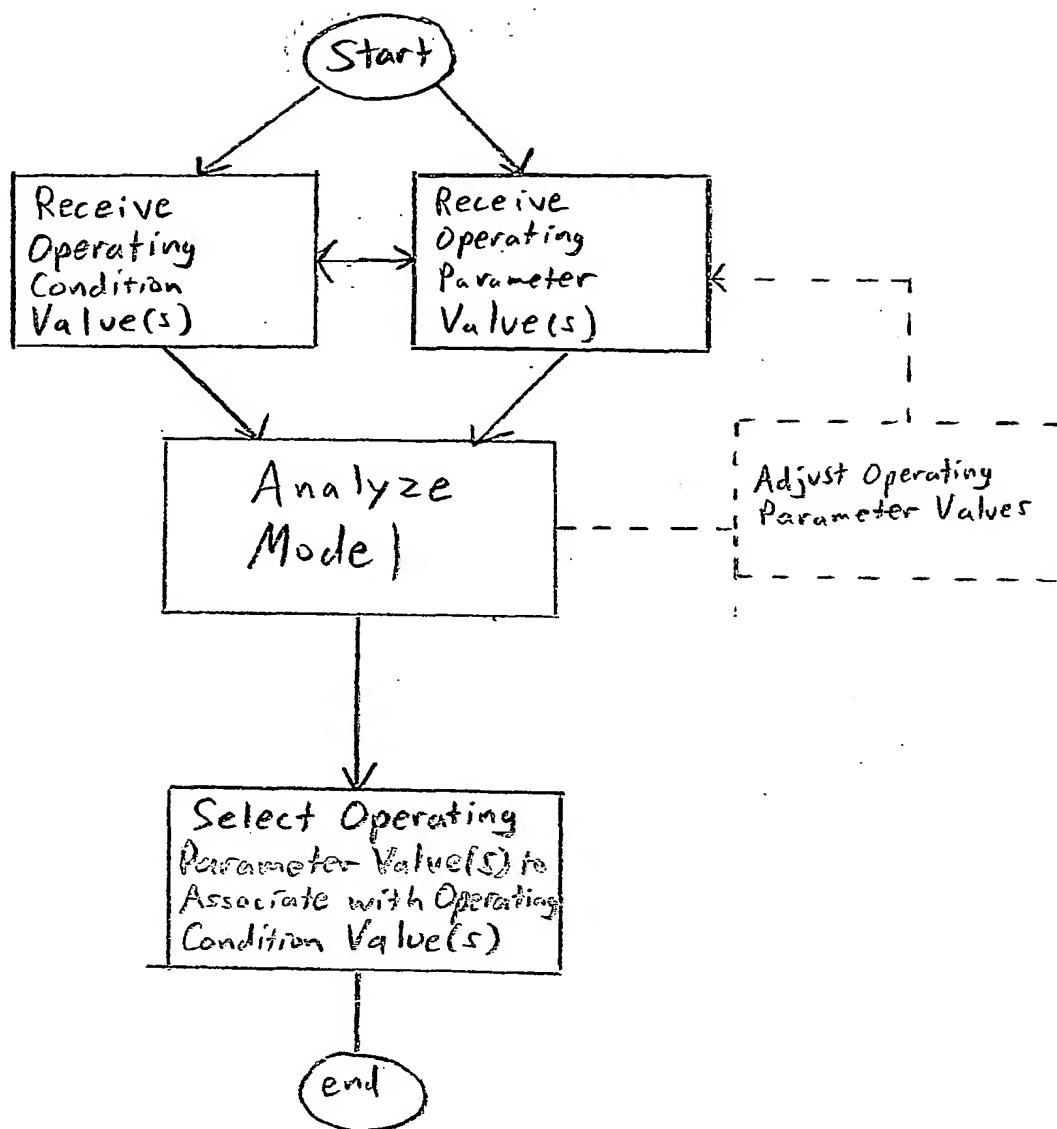 Start
Receive
Operating
Condition
Value(s)
Receive
Operating
Parameter
Value(s)
Adjust Operating
Parameter Values
Analyze
Model
Select Operating
Parameter Value(s) to
Associate with Operating
Condition Value(s)
end